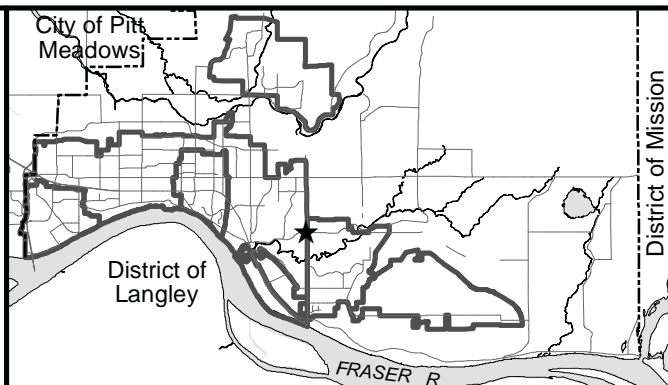 City of Pitt
Meadows
District of Mission
District of
Langley
FRASER R.